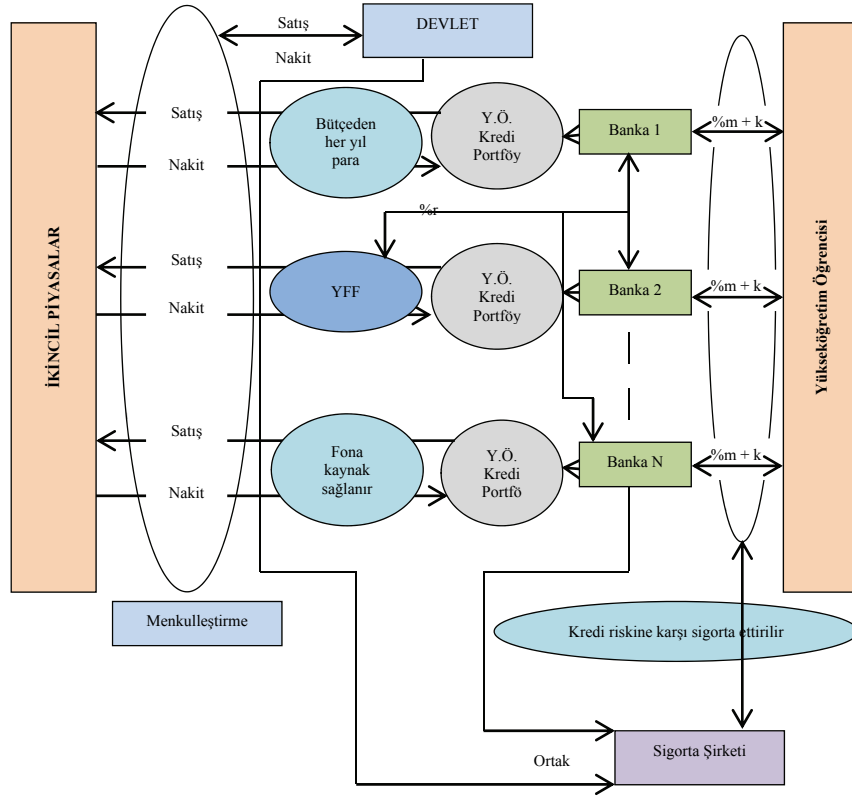 Satış
DEVLET
Nakit
Satış
Bütçeden
her yıl
para
Y.Ö.
Kredi
Portföy
Banka 1
%m + k
Nakit
%r
İKİNCİL PİYASALAR
Yükseköğretim Öğrencisi
Satış
YFF
Y.Ö.
Kredi
Portföy
Banka 2
%m + k
Nakit
Satış
Fona
kaynak
sağlanır
Y.Ö.
Kredi
Portfö
Banka N
%m + k
Nakit
Menkulleştirme
Kredi riskine karşı sigorta ettirilir
Ortak
Sigorta Şirketi